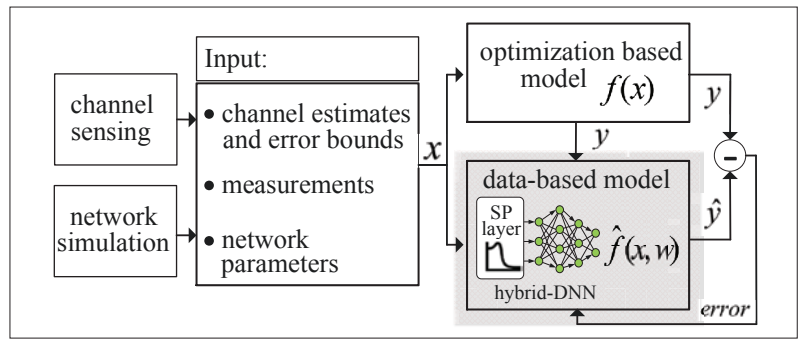 channel
sensing
network
simulation
Input:
• channel estimates
and error bounds
• measurements
• network
parameters
x
optimization based
model f(x)
y
y
data-based model
SP
layer
f̂(x, w)
hybrid-DNN
-
ŷ
error